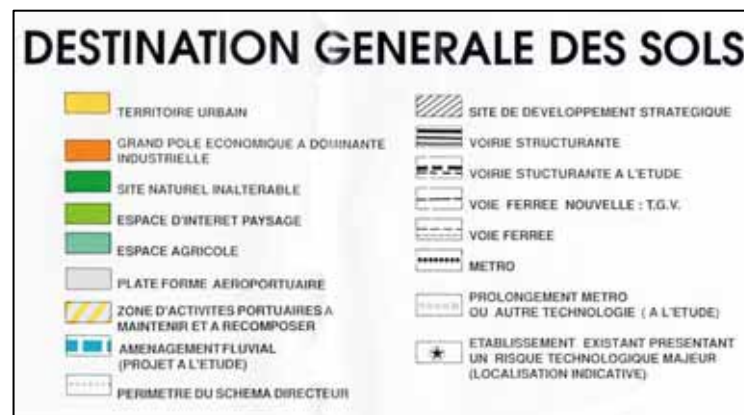 DESTINATION GENERALE DES SOLS
TERRITOIRE URBAIN
GRAND POLE ECONOMIQUE A DOMINANTE
INDUSTRIELLE
SITE NATUREL INALTERABLE
ESPACE D'INTERET PAYSAGE
ESPACE AGRICOLE
PLATE FORME AEROPORTUAIRE
ZONE D'ACTIVITES PORTUAIRES A
MAINTENIR ET A RECOMPOSER
AMENAGEMENT FLUVIAL
(PROJET A L'ETUDE)
PERIMETRE DU SCHEMA DIRECTEUR
SITE DE DEVELOPPEMENT STRATEGIQUE
VOIRIE STRUCTURANTE
VOIRIE STUCTURANTE A L'ETUDE
VOIE FERREE NOUVELLE : T.G.V.
VOIE FERREE
METRO
PROLONGEMENT METRO
OU AUTRE TECHNOLOGIE ( A L'ETUDE)
ETABLISSEMENT EXISTANT PRESENTANT
UN RISQUE TECHNOLOGIQUE MAJEUR
(LOCALISATION INDICATIVE)